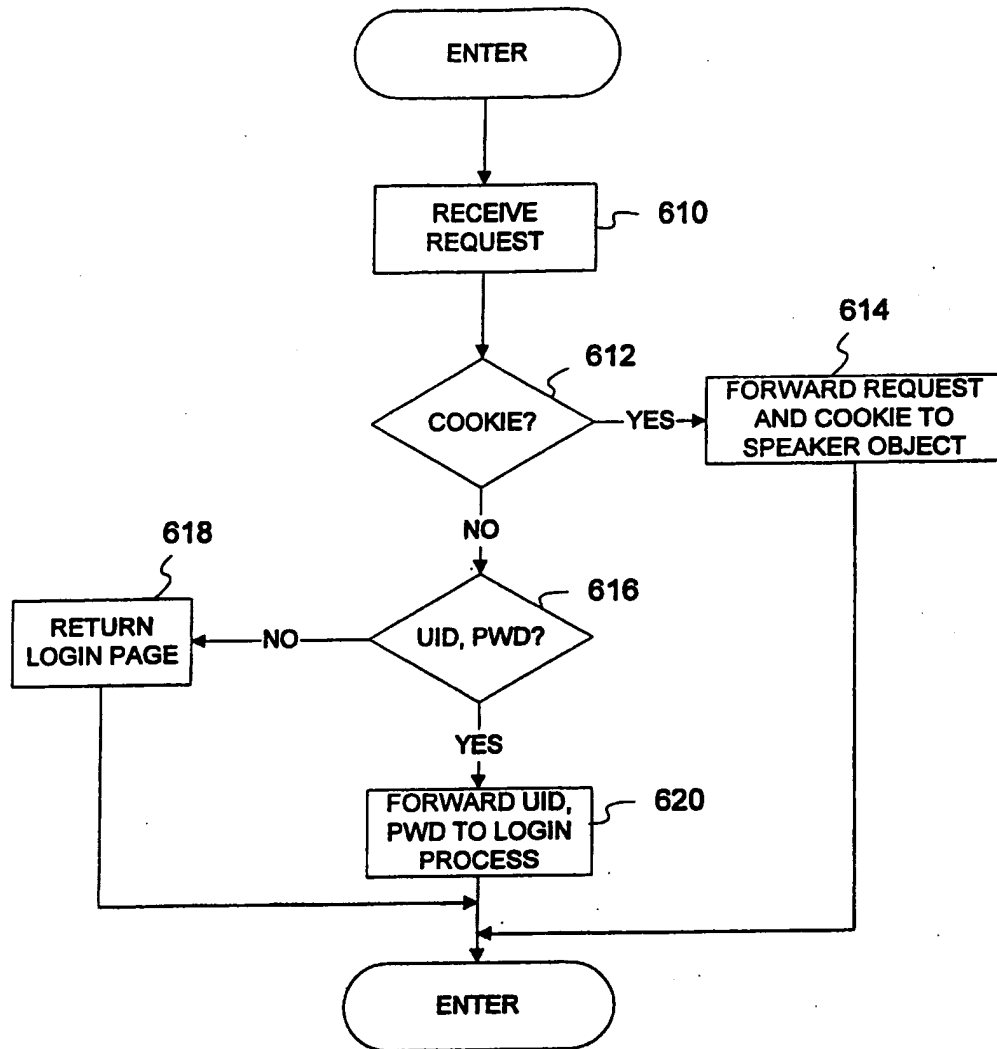 ENTER
RECEIVE
REQUEST
610
612
COOKIE?
YES
614
FORWARD REQUEST
AND COOKIE TO
SPEAKER OBJECT
NO
618
RETURN
LOGIN PAGE
NO
616
UID, PWD?
YES
FORWARD UID,
PWD TO LOGIN
PROCESS
620
ENTER